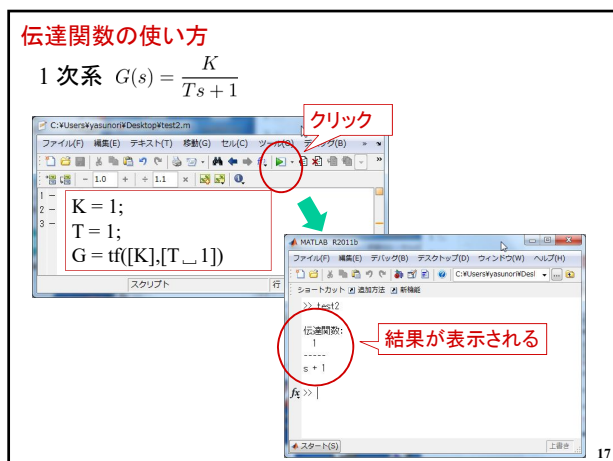 伝達関数の使い方
1 次系 G(s) = K / (Ts + 1)
C:¥Users¥yasunori¥Desktop¥test2.m
クリック
ファイル(F) 編集(E) テキスト(T) 移動(G) セル(C) ツール(O) デバッグ(B) »
- 1.0 + ÷ 1.1 ×
1 -
2 -
3 -
K = 1;
T = 1;
G = tf([K],[T␣1])
スクリプト 行
MATLAB R2011b
ファイル(F) 編集(E) デバッグ(B) デスクトップ(D) ウィンドウ(W) ヘルプ(H)
C:¥Users¥yasunori¥Desl
ショートカット 追加方法 新機能
>> test2
伝達関数:
1
-----
s + 1
結果が表示される
fx >>
スタート(S) 上書き
17